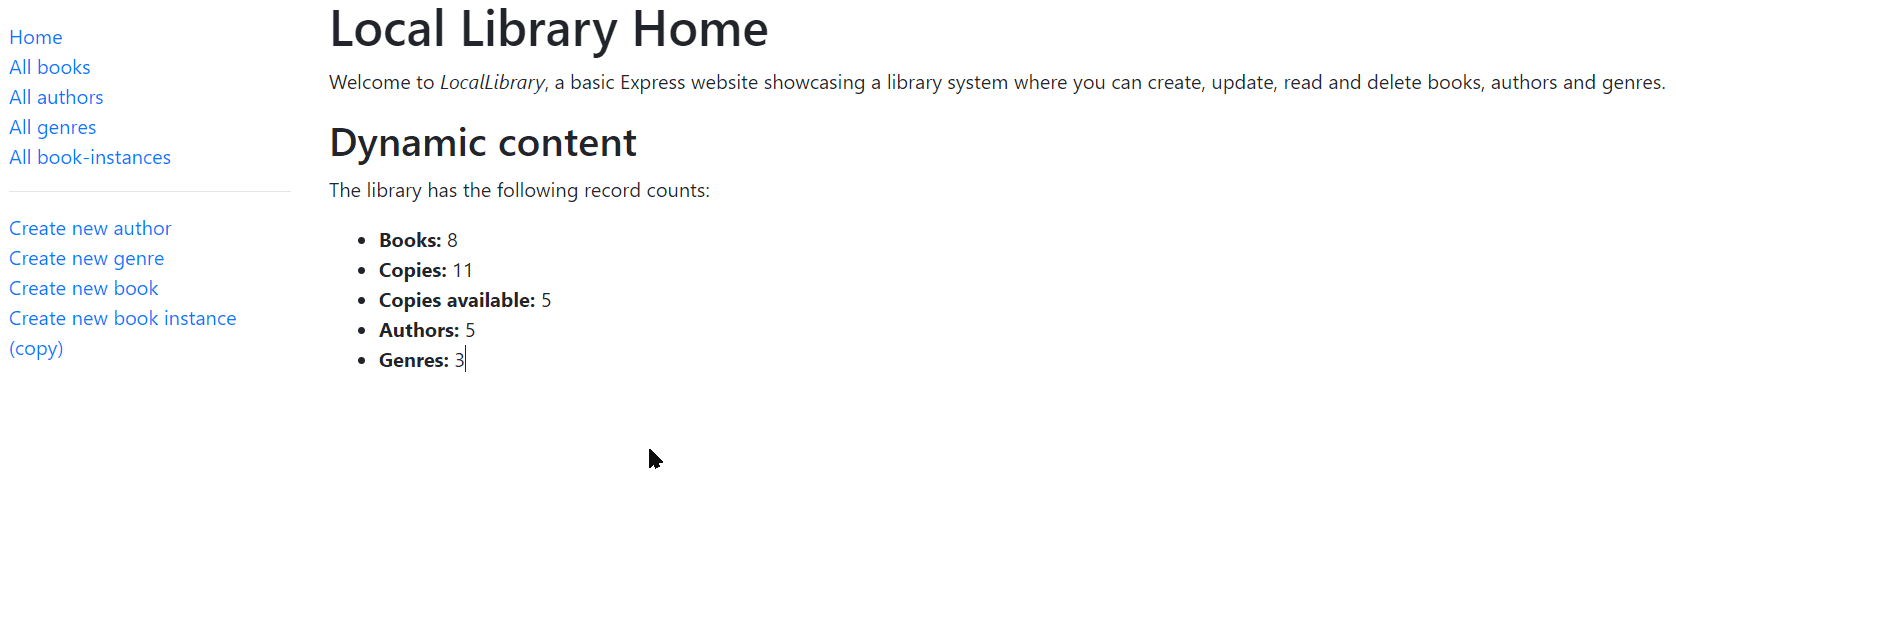 Home
All books
All authors
All genres
All book-instances
Create new author
Create new genre
Create new book
Create new book instance
(copy)
Local Library Home
Welcome to LocalLibrary, a basic Express website showcasing a library system where you can create, update, read and delete books, authors and genres.
Dynamic content
The library has the following record counts:
Books: 8
Copies: 11
Copies available: 5
Authors: 5
Genres: 3